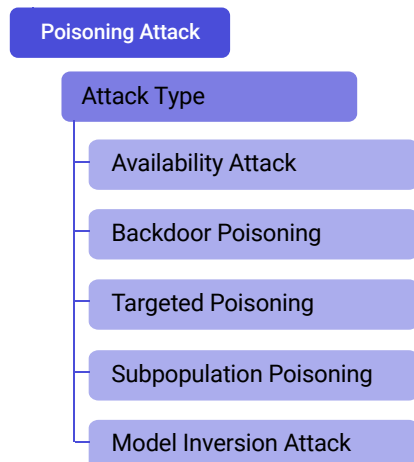 Poisoning Attack
Attack Type
Availability Attack
Backdoor Poisoning
Targeted Poisoning
Subpopulation Poisoning
Model Inversion Attack